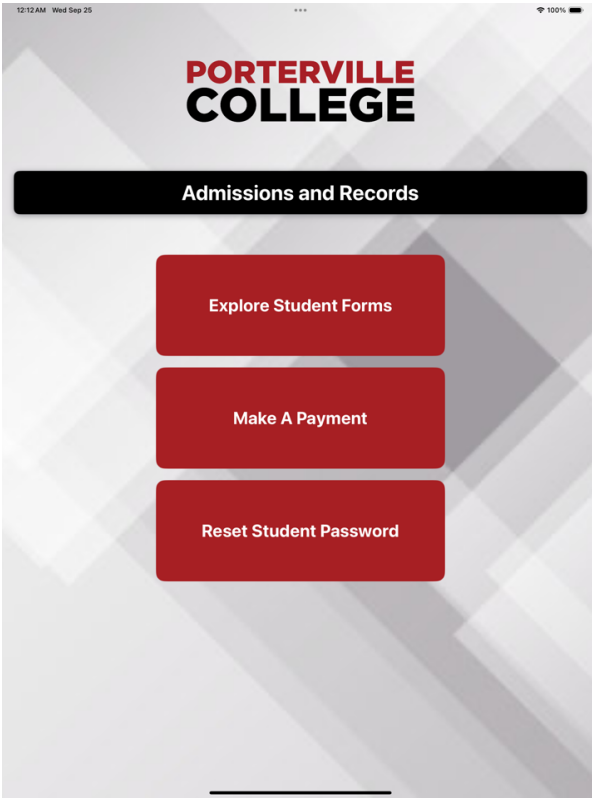 12:12 AM Wed Sep 25 100%
PORTERVILLE
COLLEGE
Admissions and Records
Explore Student Forms
Make A Payment
Reset Student Password